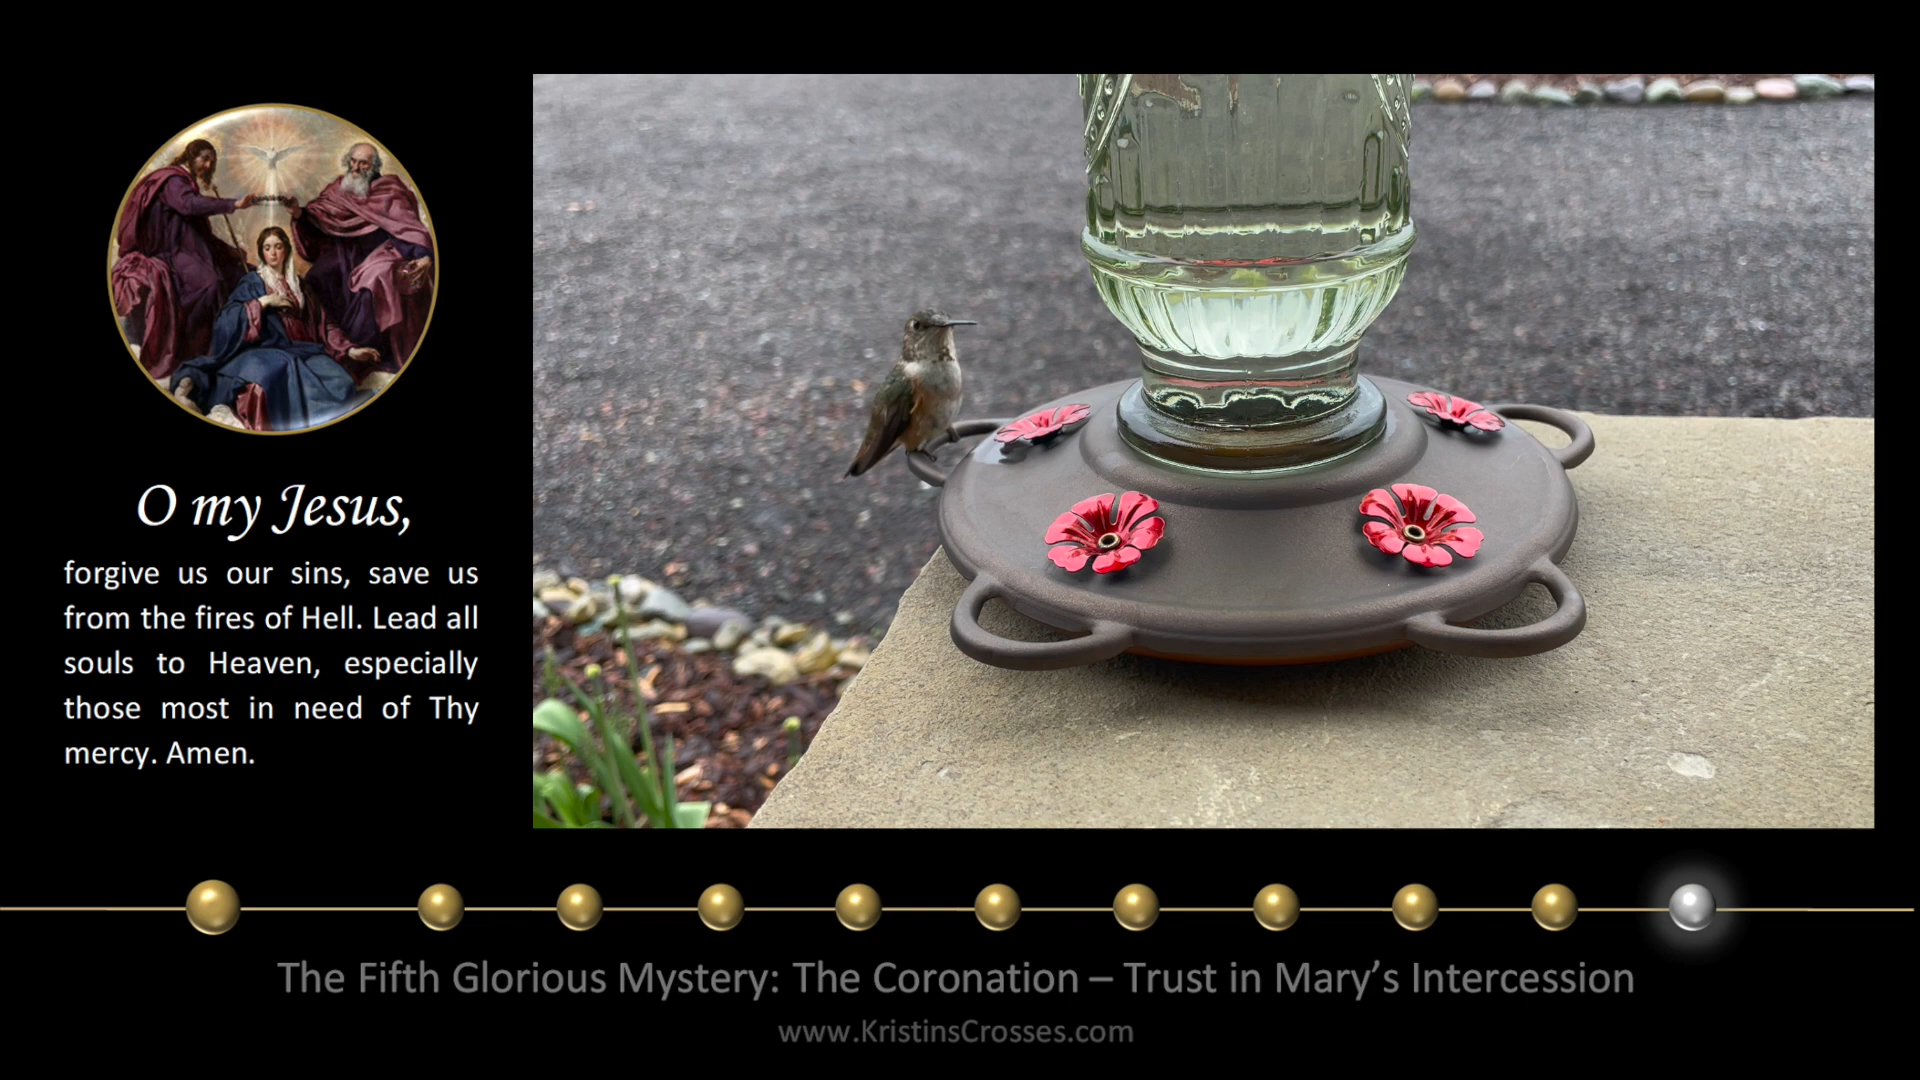 O my Jesus,
forgive us our sins, save us
from the fires of Hell. Lead all
souls to Heaven, especially
those most in need of Thy
mercy. Amen.
The Fifth Glorious Mystery: The Coronation – Trust in Mary’s Intercession
www.KristinsCrosses.com